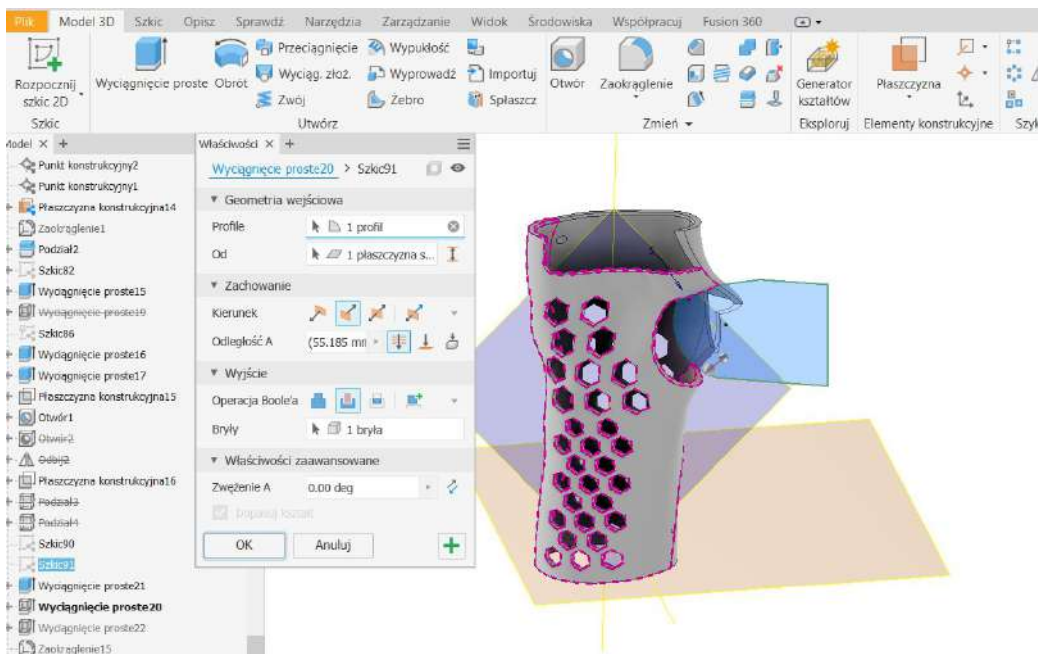 Plik Model 3D Szkic Opisz Sprawdź Narzędzia Zarządzanie Widok Środowiska Współpracuj Fusion 360
Rozpocznij szkic 2D
Wyciągnięcie proste
Obrót
Przeciągnięcie
Wyciąg. złoż.
Zwój
Wypukłość
Wyprowadź
Żebro
Importuj
Spłaszcz
Otwór
Zaokrąglenie
Generator kształtów
Płaszczyzna
Szkic
Utwórz
Zmień
Eksploruj
Elementy konstrukcyjne
Model × +
Punkt konstrukcyjny2
Punkt konstrukcyjny1
Płaszczyzna konstrukcyjna14
Zaokrąglenie1
Podział2
Szkic82
Wyciągnięcie proste15
Wyciągnięcie proste19
Szkic86
Wyciągnięcie proste16
Wyciągnięcie proste17
Płaszczyzna konstrukcyjna15
Otwór1
Otwór2
Odbij2
Płaszczyzna konstrukcyjna16
Podział3
Podział4
Szkic90
Szkic91
Wyciągnięcie proste21
Wyciągnięcie proste20
Wyciągnięcie proste22
Zaokrąglenie15
Właściwości × +
Wyciągnięcie proste20 > Szkic91
Geometria wejściowa
Profile 1 profil
Od 1 płaszczyzna s...
Zachowanie
Kierunek
Odległość A (55.185 mm
Wyjście
Operacja Boole'a
Bryły 1 bryła
Właściwości zaawansowane
Zwężenie A 0.00 deg
Dopasuj kształt
OK Anuluj